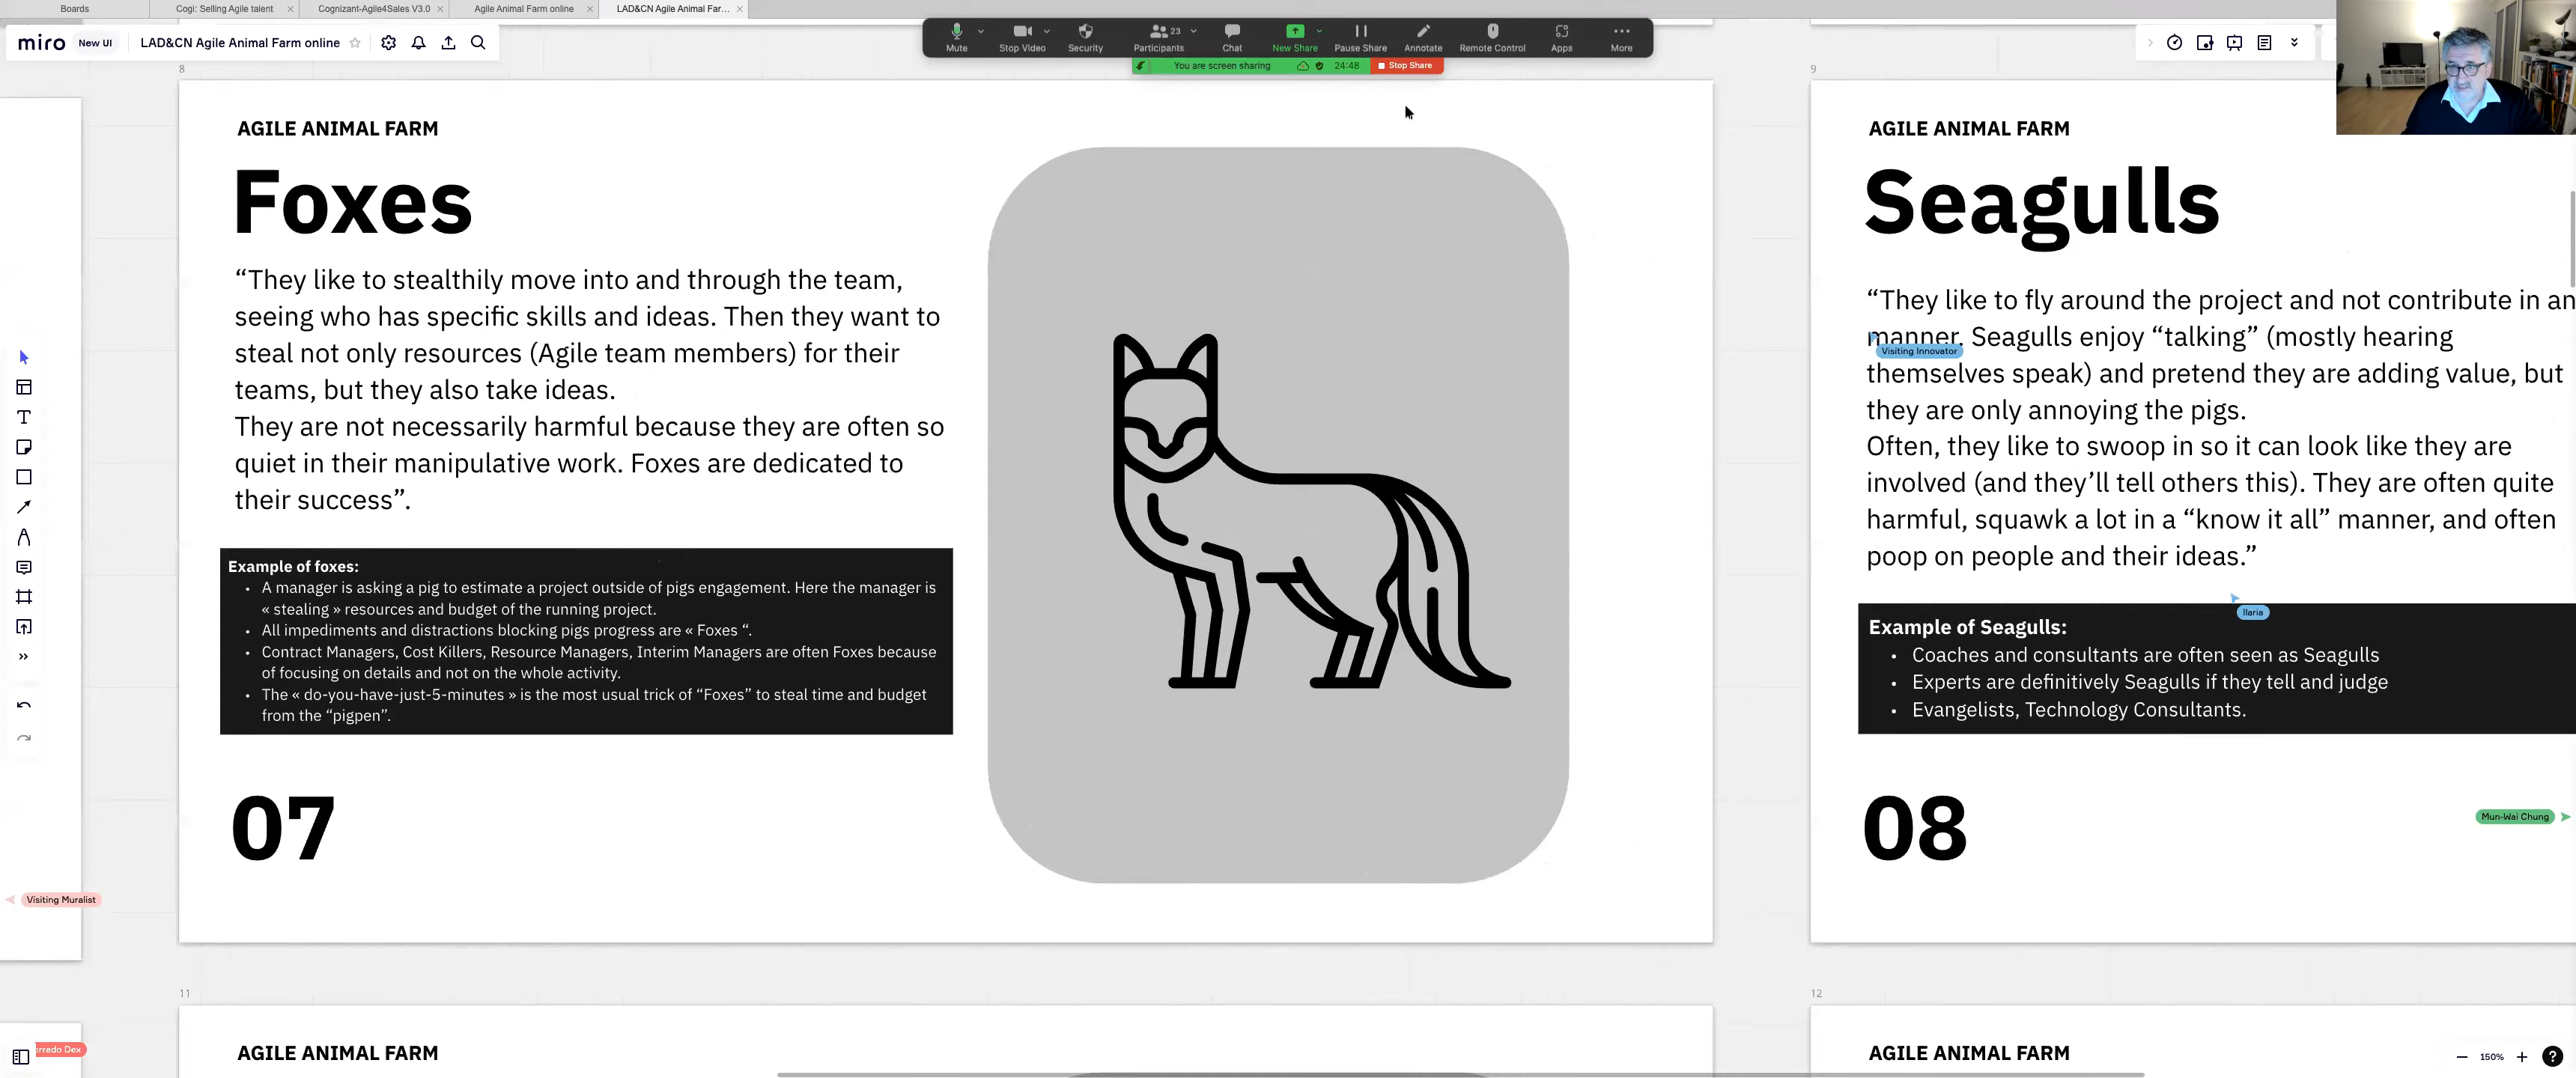 Boards
Cogi: Selling Agile talent
Cognizant-Agile4Sales V3.0
Agile Animal Farm online
LAD&CN Agile Animal Far...
miro
New UI
LAD&CN Agile Animal Farm online
Mute
Stop Video
Security
Participants
23
Chat
New Share
Pause Share
Annotate
Remote Control
Apps
More
You are screen sharing
24:48
Stop Share
8
AGILE ANIMAL FARM
Foxes
“They like to stealthily move into and through the team,
seeing who has specific skills and ideas. Then they want to
steal not only resources (Agile team members) for their
teams, but they also take ideas.
They are not necessarily harmful because they are often so
quiet in their manipulative work. Foxes are dedicated to
their success”.
Example of foxes:
• A manager is asking a pig to estimate a project outside of pigs engagement. Here the manager is
« stealing » resources and budget of the running project.
• All impediments and distractions blocking pigs progress are « Foxes “.
• Contract Managers, Cost Killers, Resource Managers, Interim Managers are often Foxes because
of focusing on details and not on the whole activity.
• The « do-you-have-just-5-minutes » is the most usual trick of “Foxes” to steal time and budget
from the “pigpen”.
07
9
AGILE ANIMAL FARM
Seagulls
“They like to fly around the project and not contribute in an
manner. Seagulls enjoy “talking” (mostly hearing
Visiting Innovator
themselves speak) and pretend they are adding value, but
they are only annoying the pigs.
Often, they like to swoop in so it can look like they are
involved (and they’ll tell others this). They are often quite
harmful, squawk a lot in a “know it all” manner, and often
poop on people and their ideas.”
Ilaria
Example of Seagulls:
• Coaches and consultants are often seen as Seagulls
• Experts are definitively Seagulls if they tell and judge
• Evangelists, Technology Consultants.
08
Mun-Wai Chung
Visiting Muralist
11
AGILE ANIMAL FARM
12
AGILE ANIMAL FARM
orrado Dex
150%